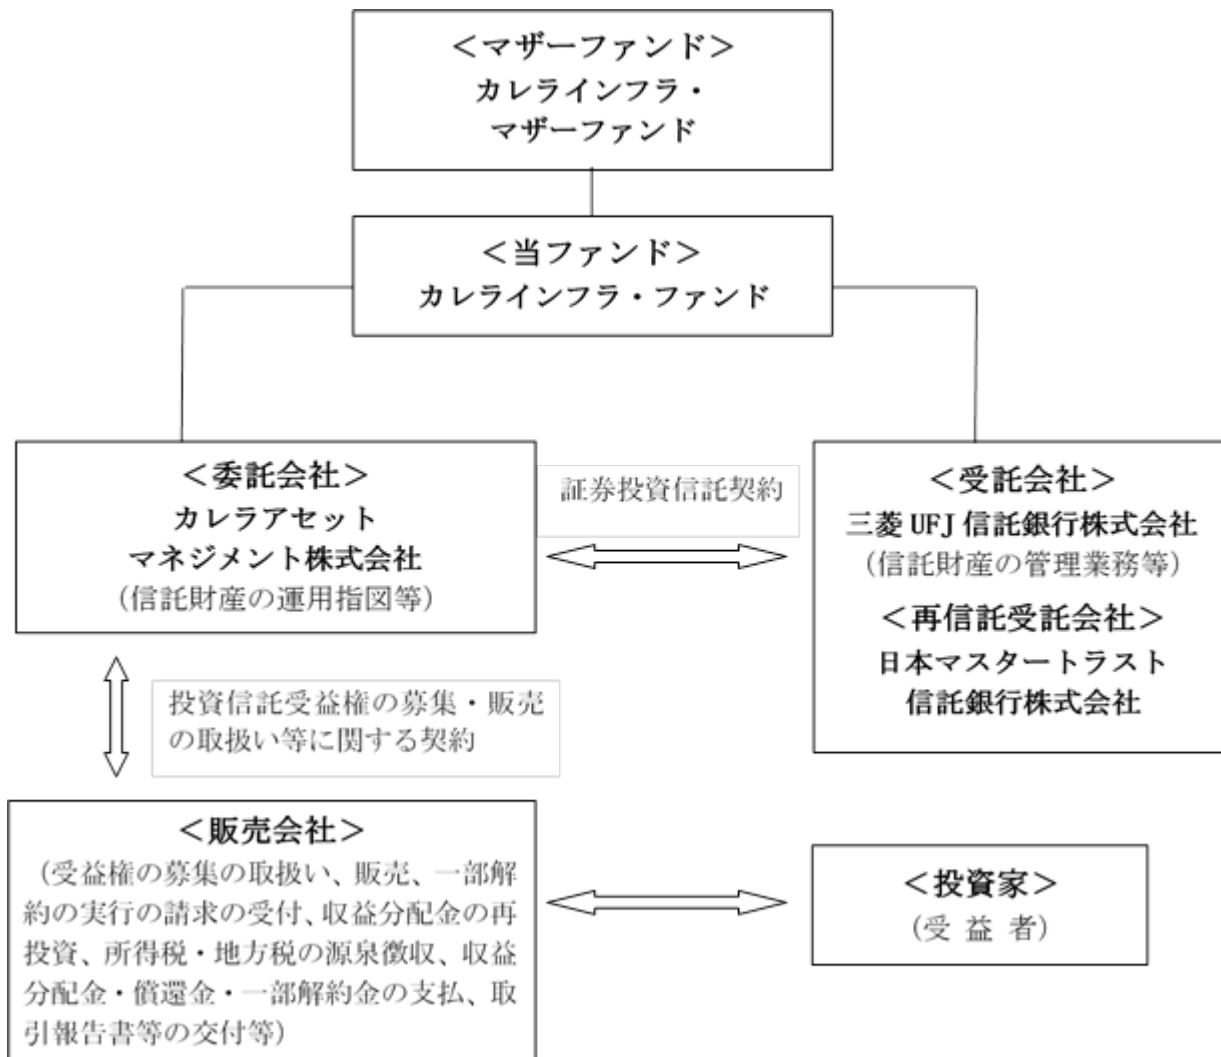 ＜マザーファンド＞
カレラインフラ・
マザーファンド
＜当ファンド＞
カレラインフラ・ファンド
＜委託会社＞
カレラアセット
マネジメント株式会社
（信託財産の運用指図等）
証券投資信託契約
＜受託会社＞
三菱 UFJ 信託銀行株式会社
（信託財産の管理業務等）
＜再信託受託会社＞
日本マスタートラスト
信託銀行株式会社
投資信託受益権の募集・販売
の取扱い等に関する契約
＜販売会社＞
（受益権の募集の取扱い、販売、一部解
約の実行の請求の受付、収益分配金の再
投資、所得税・地方税の源泉徴収、収益
分配金・償還金・一部解約金の支払、取
引報告書等の交付等）
＜投資家＞
（受 益 者）